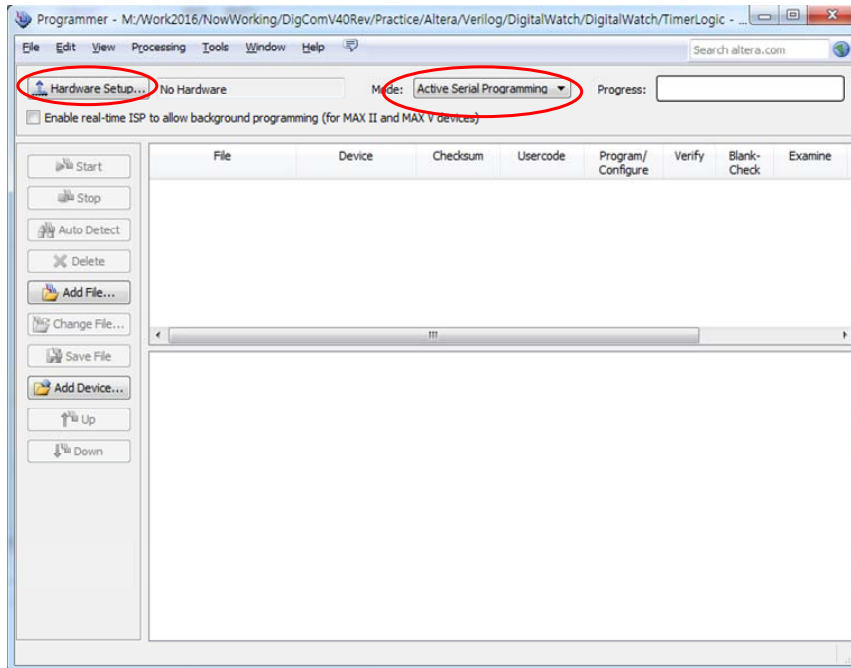 Programmer - M:/Work2016/NowWorking/DigComV40Rev/Practice/Altera/Verilog/DigitalWatch/DigitalWatch/TimerLogic - ...
File Edit View Processing Tools Window Help
Search altera.com
Hardware Setup... No Hardware Mode: Active Serial Programming Progress:
Enable real-time ISP to allow background programming (for MAX II and MAX V devices)
File Device Checksum Usercode Program/ Verify Blank- Examine
Configure Check
Start
Stop
Auto Detect
Delete
Add File...
Change File...
Save File
Add Device...
Up
Down